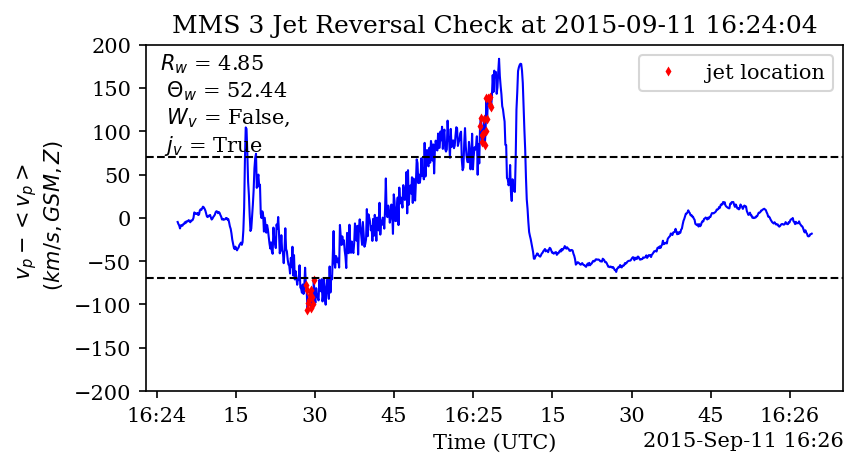 MMS 3 Jet Reversal Check at 2015-09-11 16:24:04
R_w = 4.85
Θ_w = 52.44
W_v = False,
j_v = True
jet location
v_p − < v_p >
(km/s, GSM, Z)
200
150
100
50
0
−50
−100
−150
−200
16:24 15 30 45 16:25 15 30 45 16:26
Time (UTC)
2015-Sep-11 16:26